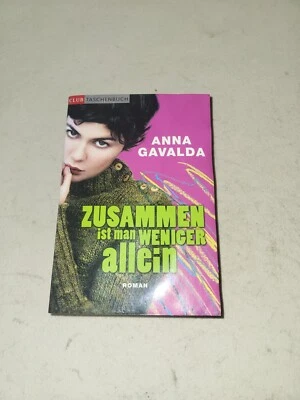 CLUB TASCHENBUCH
ANNA
GAVALDA
ZUSAMMEN
ist man WENIGER
allein
ROMAN